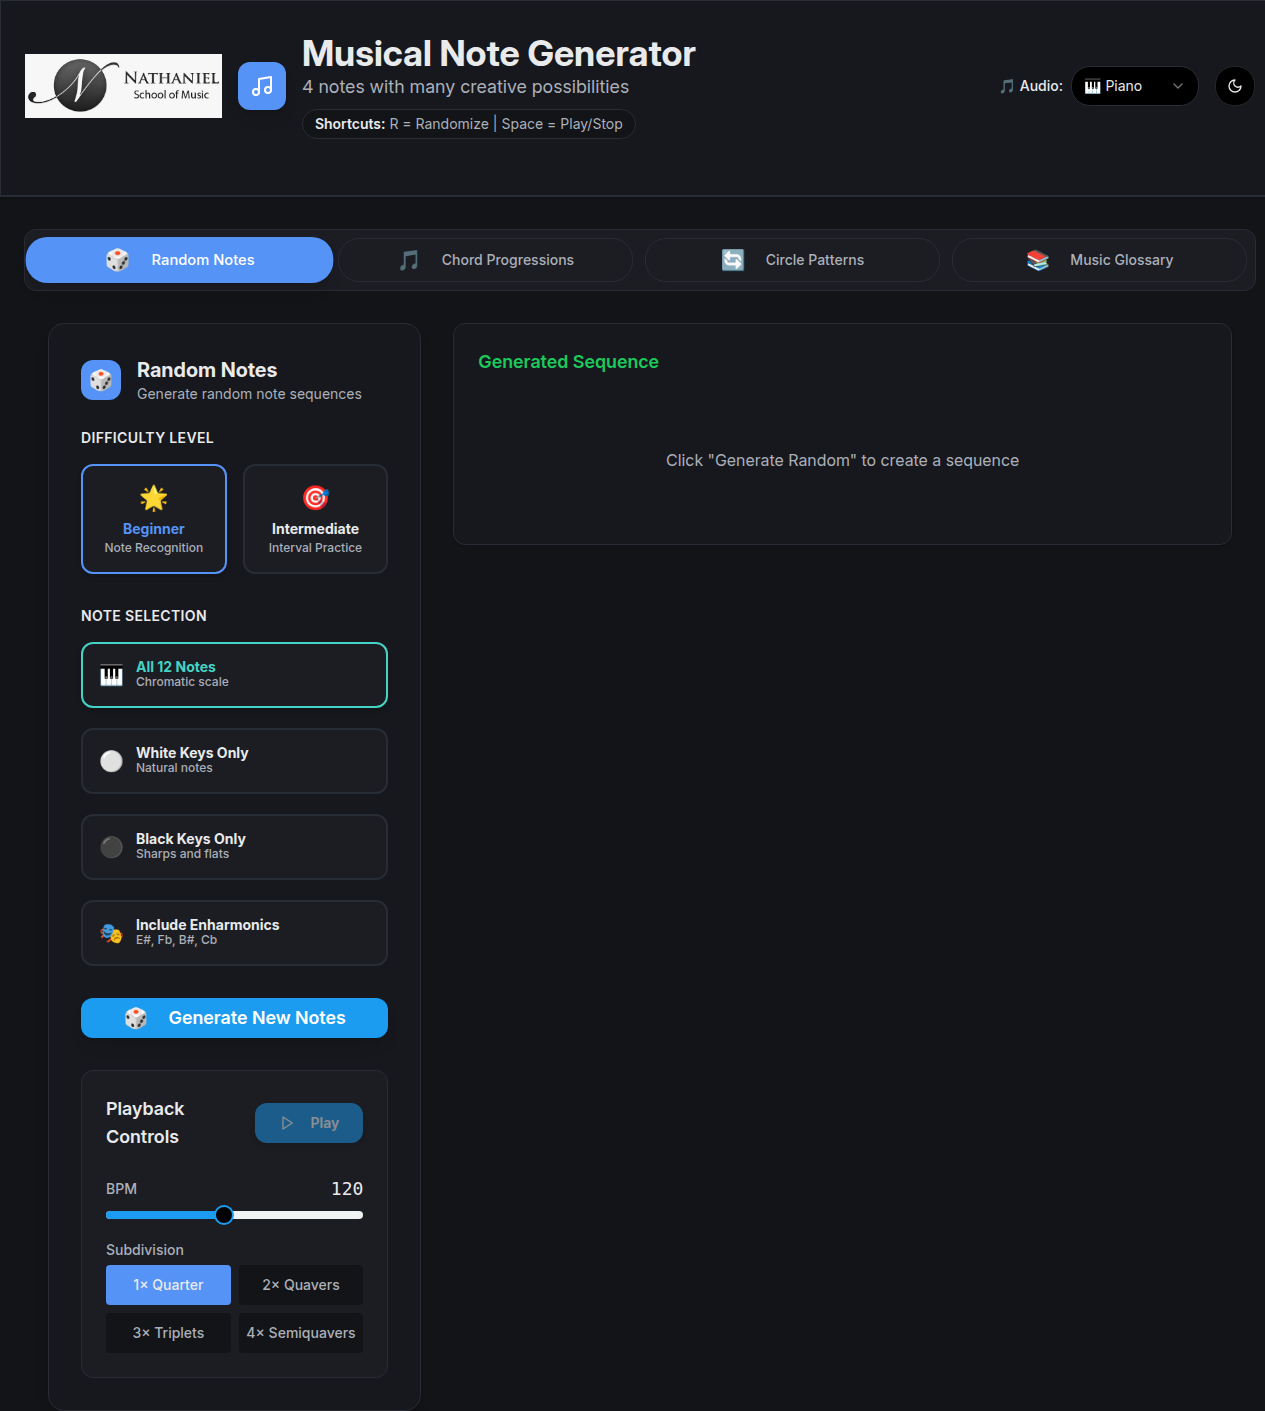 NATHANIEL
School of Music
Musical Note Generator
4 notes with many creative possibilities
Shortcuts: R = Randomize | Space = Play/Stop
Audio:
Piano
Random Notes
Chord Progressions
Circle Patterns
Music Glossary
Random Notes
Generate random note sequences
DIFFICULTY LEVEL
Beginner
Note Recognition
Intermediate
Interval Practice
NOTE SELECTION
All 12 Notes
Chromatic scale
White Keys Only
Natural notes
Black Keys Only
Sharps and flats
Include Enharmonics
E#, Fb, B#, Cb
Generate New Notes
Playback
Controls
Play
BPM
120
Subdivision
1× Quarter
2× Quavers
3× Triplets
4× Semiquavers
Generated Sequence
Click "Generate Random" to create a sequence